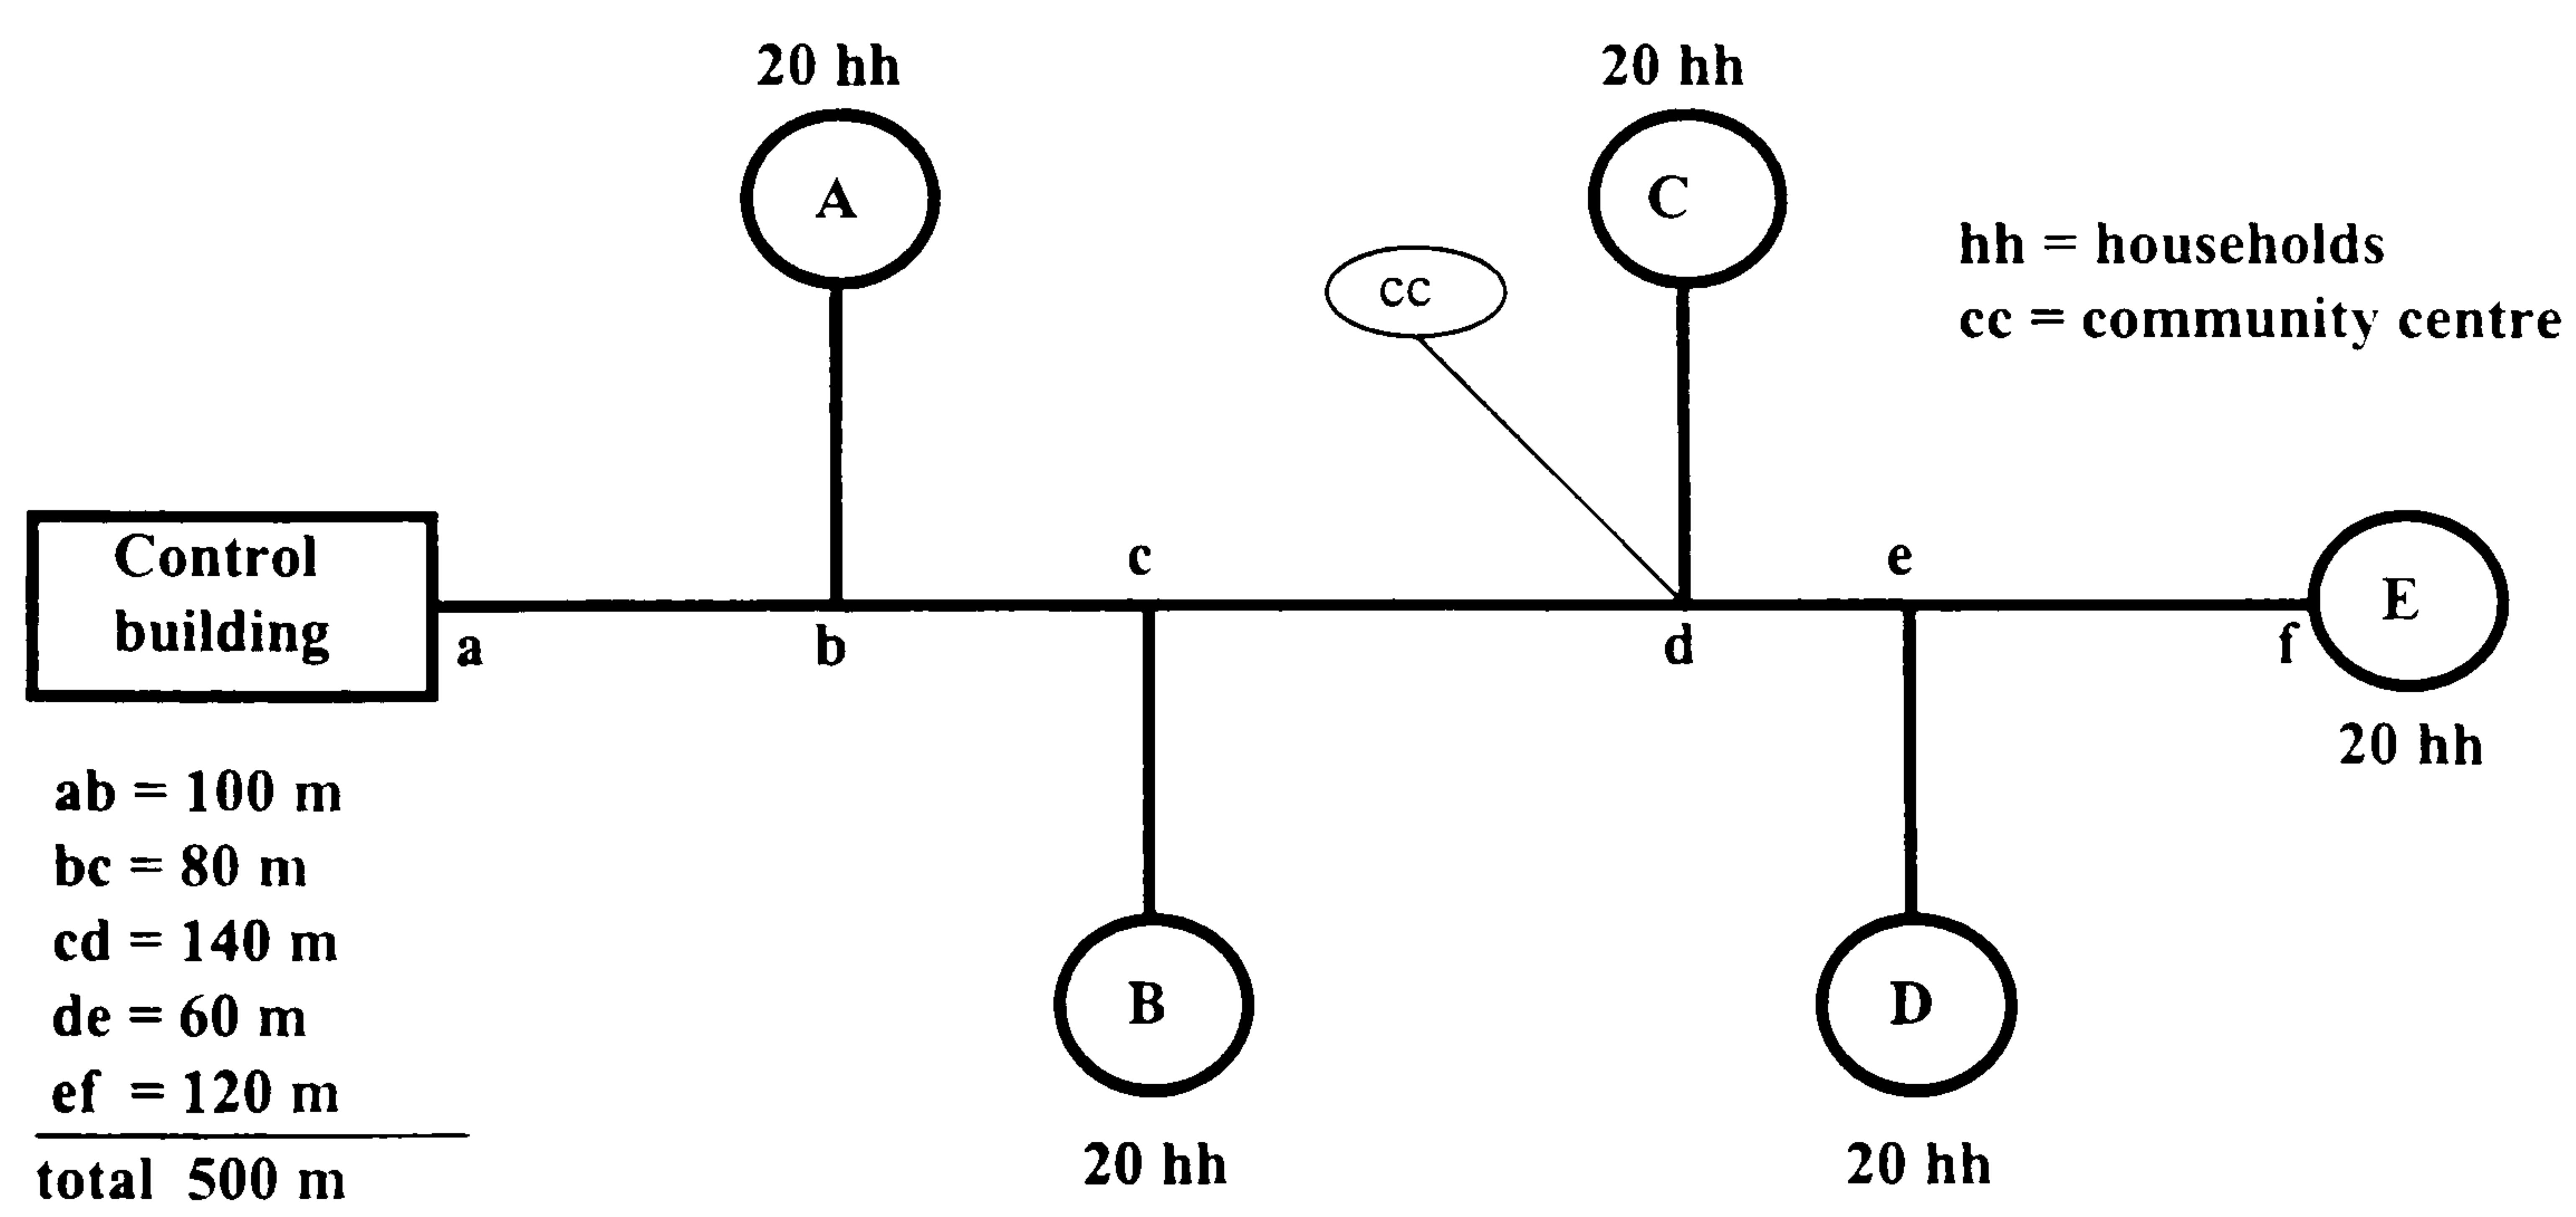 20 hh
20 hh
A
C
hh = households
cc
cc = community centre
Control
building
c
e
E
a
b
d
f
20 hh
ab = 100 m
bc = 80 m
cd = 140 m
B
D
de = 60 m
ef = 120 m
20 hh
20 hh
total 500 m